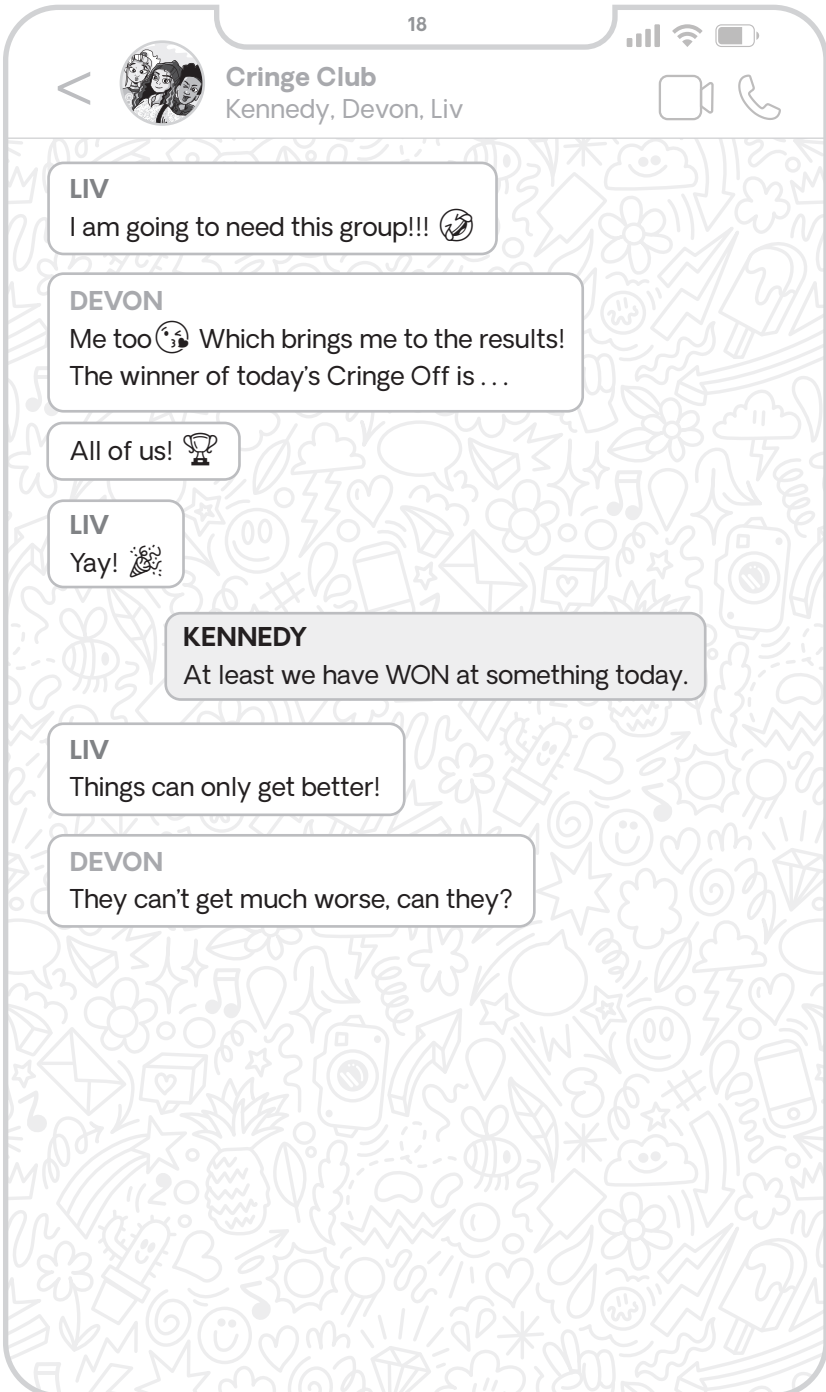 18
Cringe Club
Kennedy, Devon, Liv
LIV
I am going to need this group!!! 🤣
DEVON
Me too😘 Which brings me to the results!
The winner of today’s Cringe Off is . . .
All of us! 🏆
LIV
Yay! 🎉
KENNEDY
At least we have WON at something today.
LIV
Things can only get better!
DEVON
They can’t get much worse, can they?